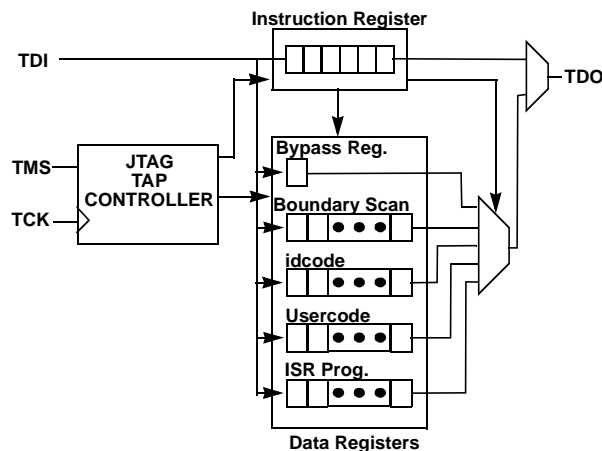 Instruction Register
TDI
TDO
Bypass Reg.
TMS
JTAG
TAP
CONTROLLER
TCK
Boundary Scan
idcode
Usercode
ISR Prog.
Data Registers